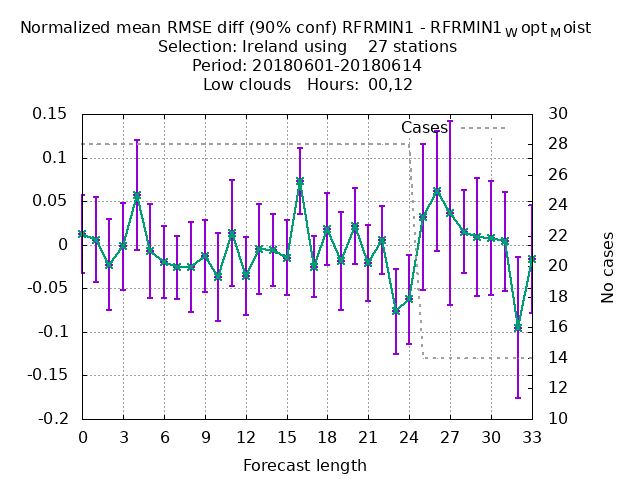 Normalized mean RMSE diff (90% conf) RFRMIN1 - RFRMIN1WoptMoist
Selection: Ireland using 27 stations
Period: 20180601-20180614
Low clouds Hours: 00,12
Cases
0.15
0.1
0.05
0
-0.05
-0.1
-0.15
-0.2
30
28
26
24
22
20
18
16
14
12
10
No cases
0 3 6 9 12 15 18 21 24 27 30 33
Forecast length